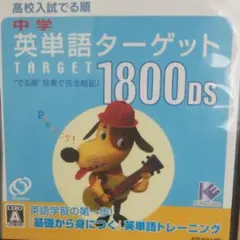 高校入試でる順
中学
英単語ターゲット
TARGET
1800DS
"でる順"効果で完全暗記!
英語学習の第一歩!
基礎から身につく!英単語トレーニング
CERO
A